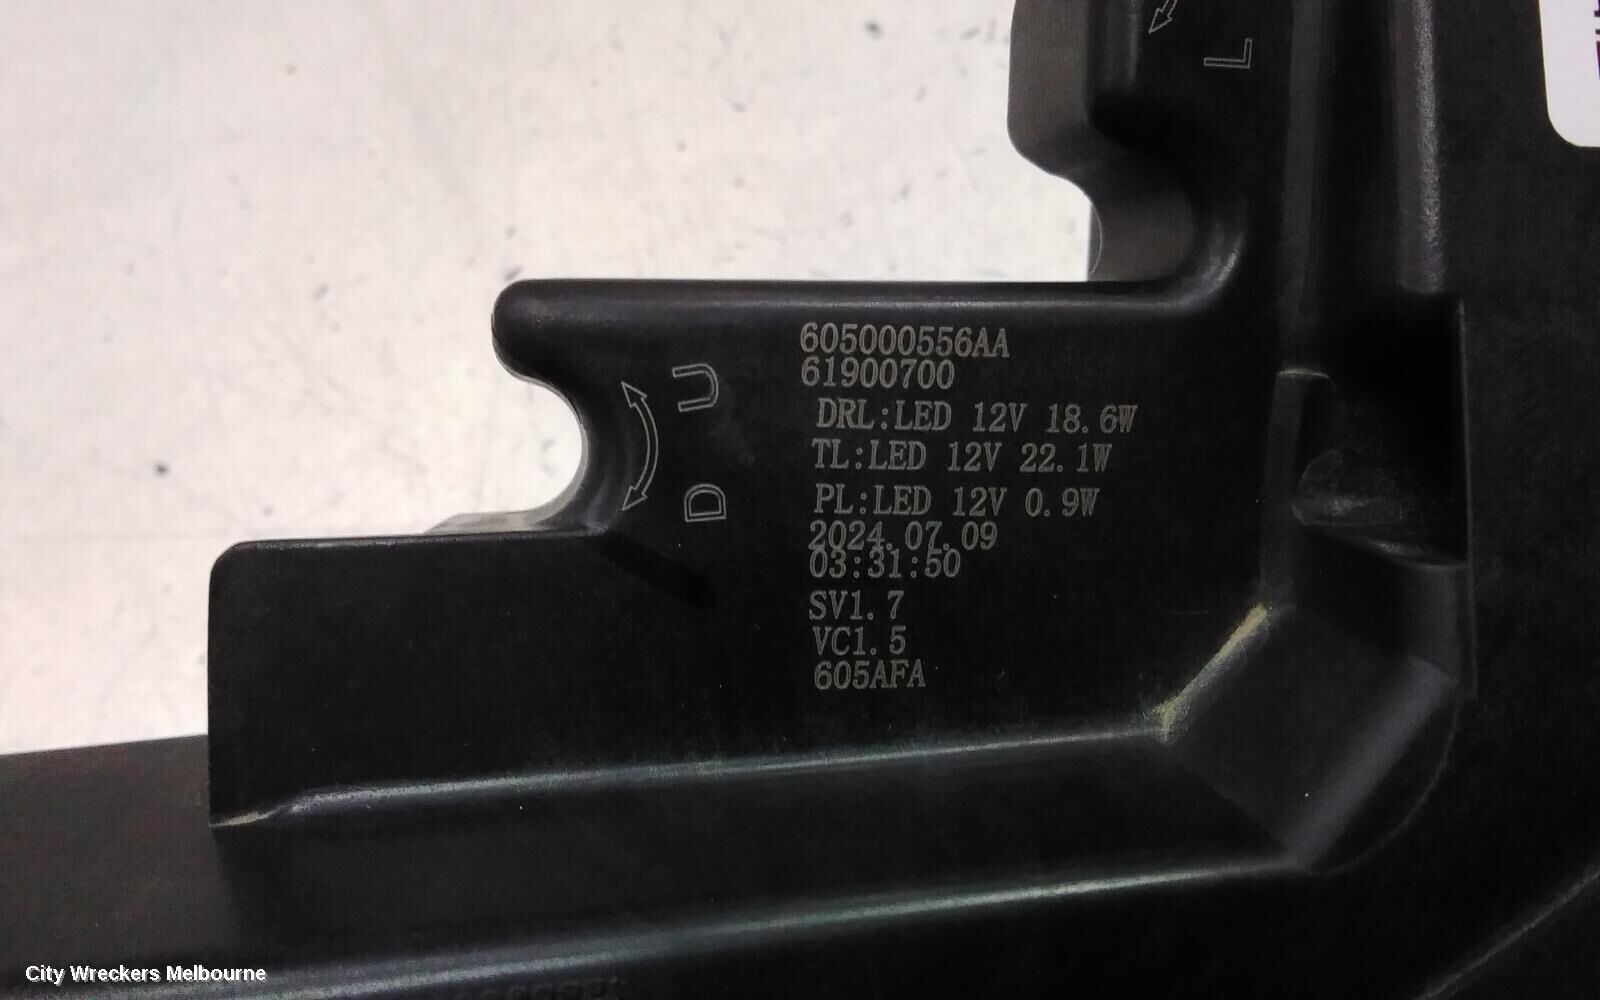 L
U
D
605000556AA
61900700
DRL:LED 12V 18.6W
TL:LED 12V 22.1W
PL:LED 12V 0.9W
2024.07.09
03:31:50
SV1.7
VC1.5
605AFA
City Wreckers Melbourne